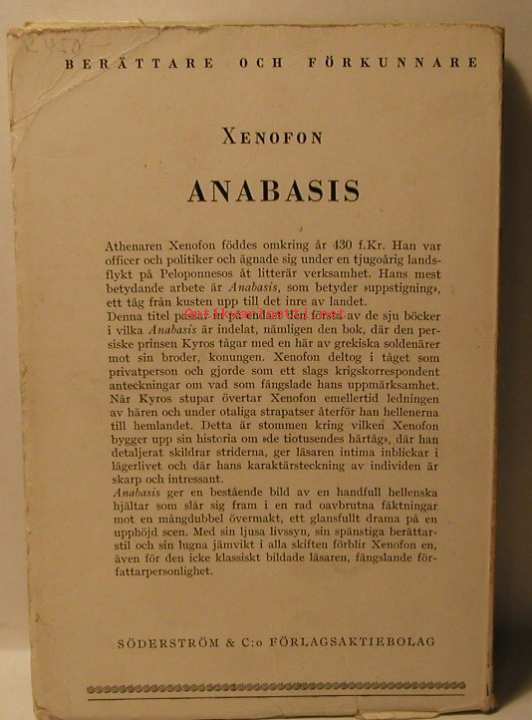 BERÄTTARE OCH FÖRKUNNARE
XENOFON
ANABASIS
Athenaren Xenofon föddes omkring år 430 f.Kr. Han var
officer och politiker och ägnade sig under en tjugoårig lands-
flykt på Peloponnesos åt litterär verksamhet. Hans mest
betydande arbete är Anabasis, som betyder »uppstigning»,
ett tåg från kusten upp till det inre av landet.
Denna titel passar in endast på den första av de sju böcker
i vilka Anabasis är indelat, nämligen den bok, där den per-
siske prinsen Kyros tågar med en här av grekiska soldenärer
mot sin broder, konungen. Xenofon deltog i tåget som
privatperson och gjorde som ett slags krigskorrespondent
anteckningar om vad som fångslade hans uppmärksamhet.
När Kyros stupar övertar Xenofon emellertid ledningen
av hären och under otaliga strapatser återför han hellenerna
till hemlandet. Detta är stommen kring vilken Xenofon
bygger upp sin historia om »de tiotusendes härtåg», där han
detaljerat skildrar striderna, ger läsaren intima inblickar i
lägerlivet och där hans karaktärsteckning av individen är
skarp och intressant.
Anabasis ger en bestående bild av en handfull hellenska
hjältar som slår sig fram i en rad oavbrutna fäktningar
mot en mångdubbel övermakt, ett glansfullt drama på en
upphöjd scen. Med sin ljusa livssyn, sin spänstiga berättar-
stil och sin lugna jämvikt i alla skiften förblir Xenofon en,
även för den icke klassiskt bildade läsaren, fängslande för-
fattarpersonlighet.
SÖDERSTRÖM & C:o FÖRLAGSAKTIEBOLAG